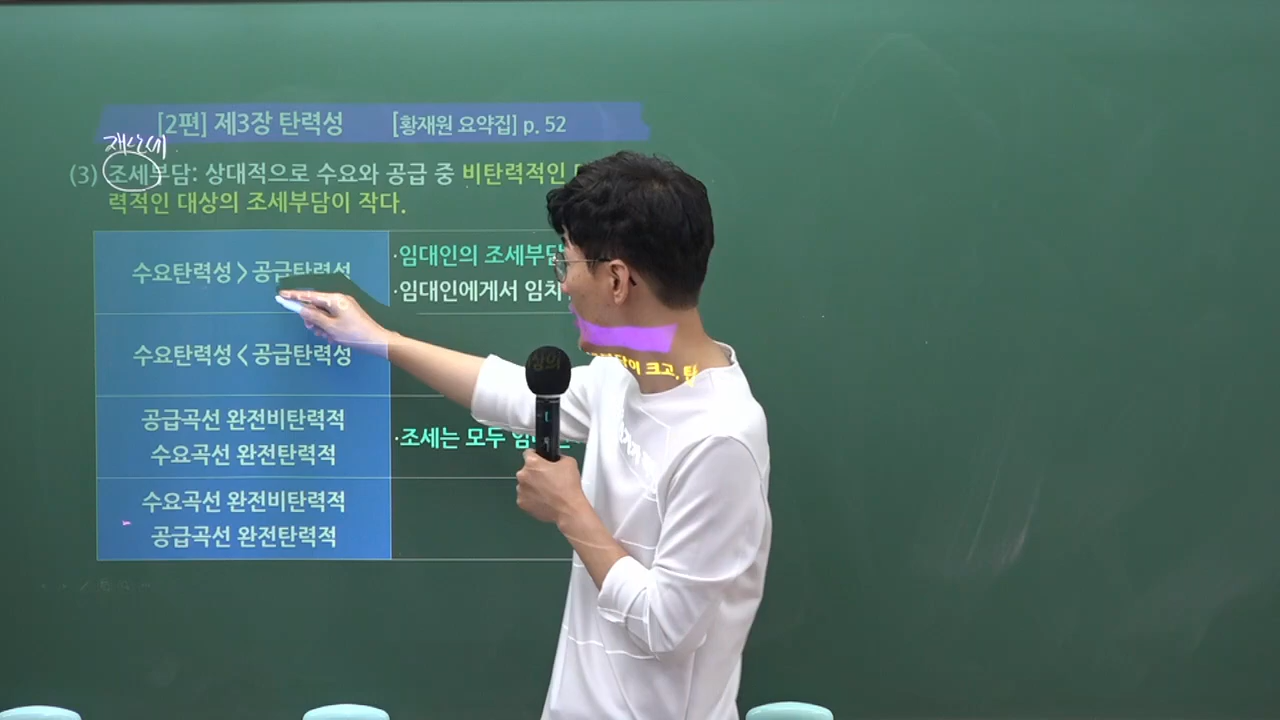 [2편] 제3장 탄력성 [황재원 요약집] p. 52
재산세
(3) 조세부담: 상대적으로 수요와 공급 중 비탄력적인
력적인 대상의 조세부담이 작다.
수요탄력성 > 공급탄력성
·임대인의 조세부담
·임대인에게서 임차
수요탄력성 < 공급탄력성
공급곡선 완전비탄력적
수요곡선 완전탄력적
·조세는 모두
수요곡선 완전비탄력적
공급곡선 완전탄력적
크고, 탄